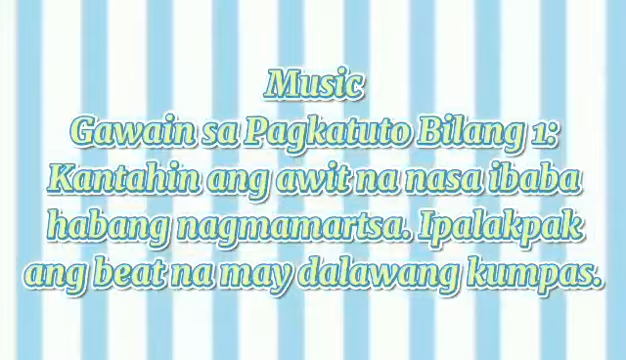 Music
Gawain sa Pagkatuto Bilang 1:
Kantahin ang awit na nasa ibaba
habang nagmamartsa. Ipalakpak
ang beat na may dalawang kumpas.